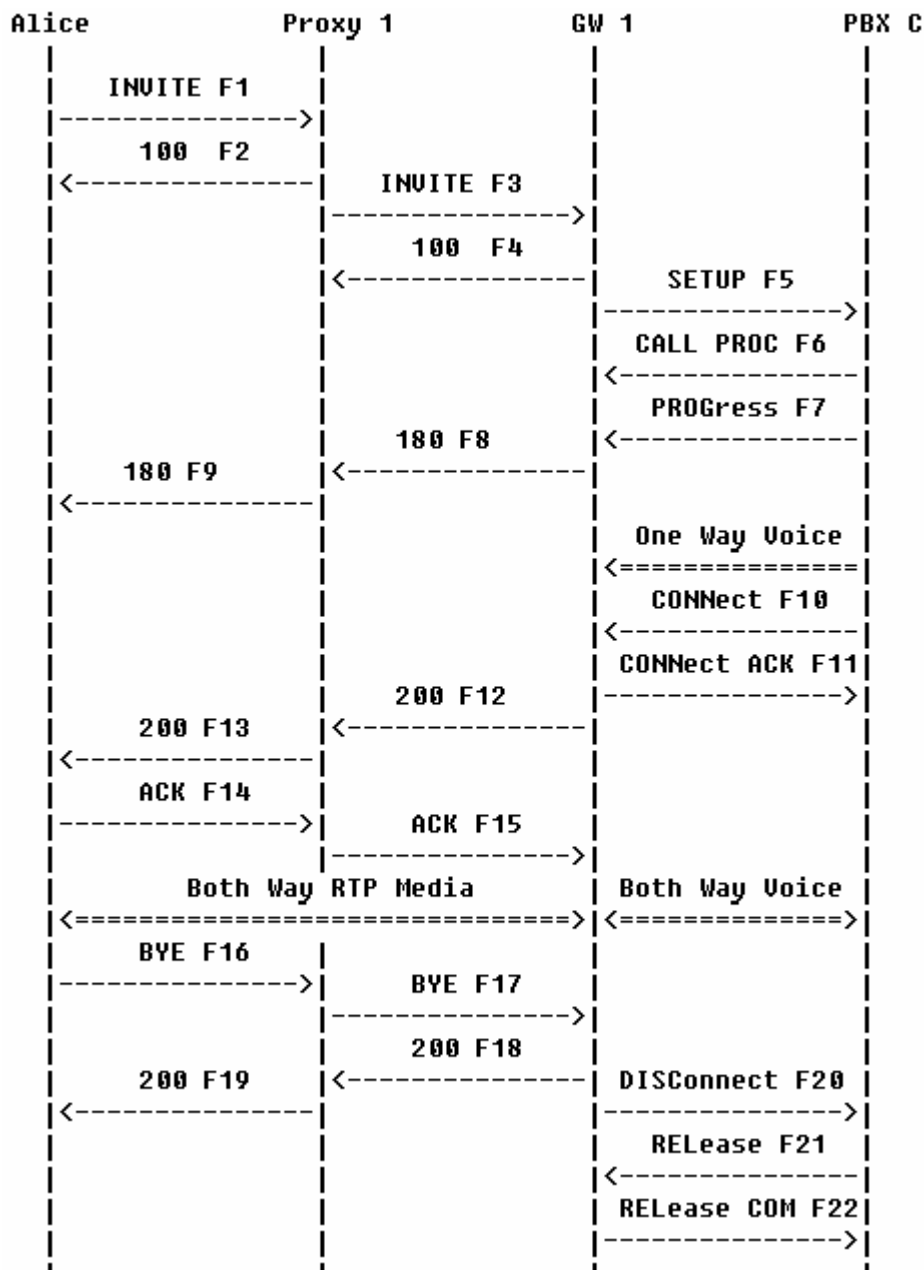 Alice Proxy 1 GW 1 PBX C
INVITE F1
100 F2
INVITE F3
100 F4
SETUP F5
CALL PROC F6
PROGress F7
180 F8
180 F9
One Way Voice
CONNect F10
CONNect ACK F11
200 F12
200 F13
ACK F14
ACK F15
Both Way RTP Media Both Way Voice
BYE F16
BYE F17
200 F18
200 F19 DISConnect F20
RELease F21
RELease COM F22